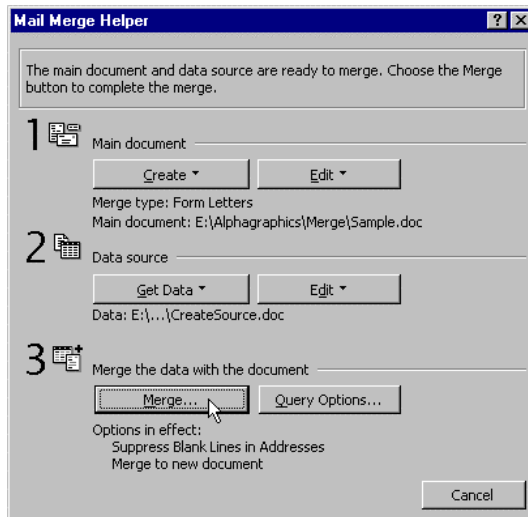 Mail Merge Helper
The main document and data source are ready to merge. Choose the Merge
button to complete the merge.
1
Main document
Create
Edit
Merge type: Form Letters
Main document: E:\Alphagraphics\Merge\Sample.doc
2
Data source
Get Data
Edit
Data: E:\...\CreateSource.doc
3
Merge the data with the document
Merge...
Query Options...
Options in effect:
Suppress Blank Lines in Addresses
Merge to new document
Cancel